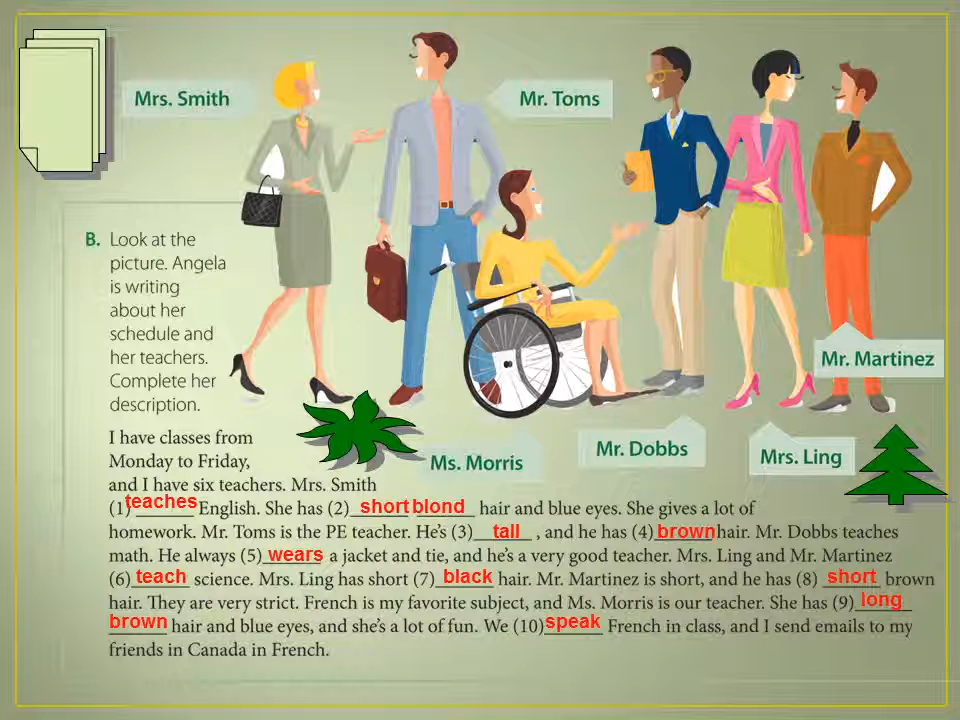 Mrs. Smith
Mr. Toms
B. Look at the
picture. Angela
is writing
about her
schedule and
her teachers.
Complete her
description.
Mr. Martinez
Ms. Morris
Mr. Dobbs
Mrs. Ling
I have classes from
Monday to Friday,
and I have six teachers. Mrs. Smith
(1) teaches English. She has (2) short blond hair and blue eyes. She gives a lot of
homework. Mr. Toms is the PE teacher. He's (3) tall , and he has (4) brown hair. Mr. Dobbs teaches
math. He always (5) wears a jacket and tie, and he's a very good teacher. Mrs. Ling and Mr. Martinez
(6) teach science. Mrs. Ling has short (7) black hair. Mr. Martinez is short, and he has (8) short brown
hair. They are very strict. French is my favorite subject, and Ms. Morris is our teacher. She has (9) long
brown hair and blue eyes, and she's a lot of fun. We (10) speak French in class, and I send emails to my
friends in Canada in French.